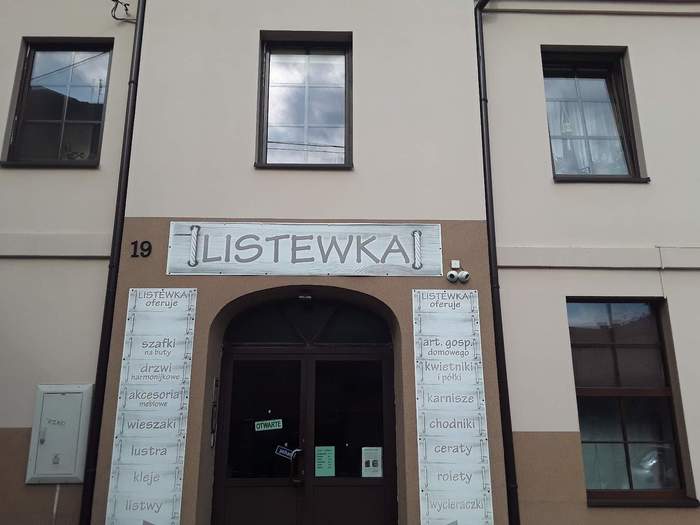 19
LISTEWKA
LISTEWKA
oferuje
szafki
na buty
drzwi
harmonijkowe
akcesoria
meblowe
wieszaki
lustra
kleje
listwy
OTWARTE
LISTEWKA
oferuje
art. gosp.
domowego
kwietniki
i półki
karnisze
chodniki
ceraty
rolety
wycieraczki